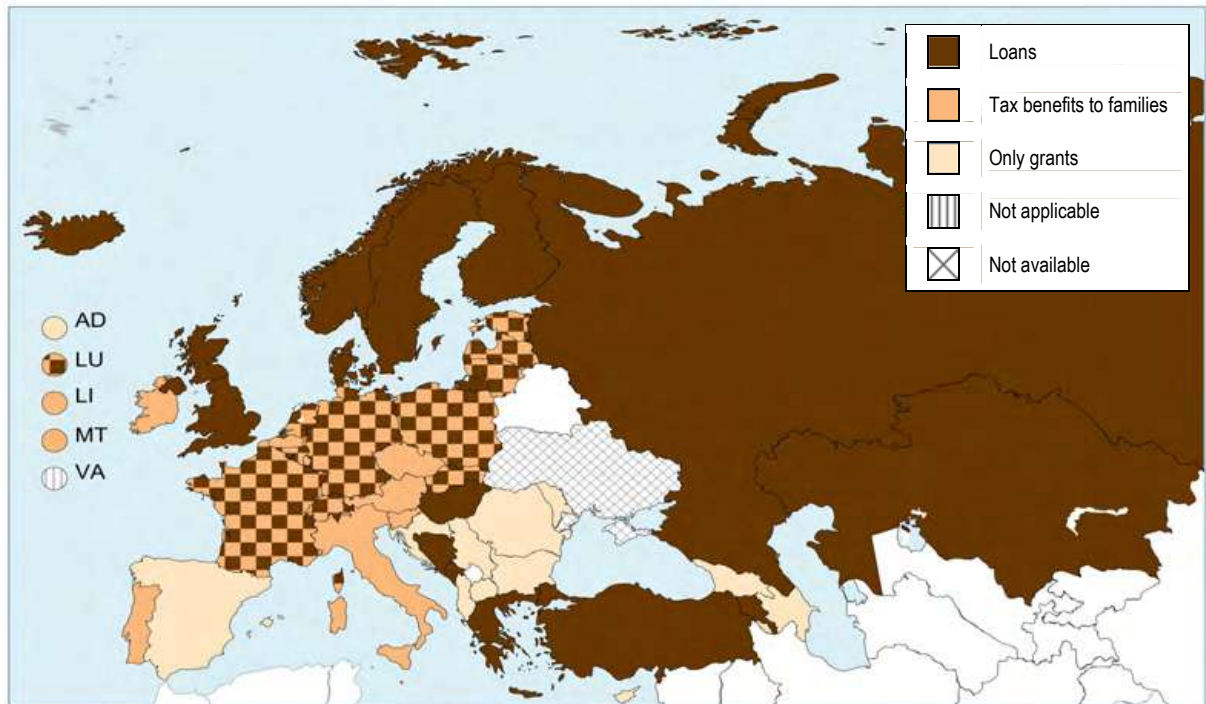 Loans
Tax benefits to families
Only grants
Not applicable
Not available
AD
LU
LI
MT
VA